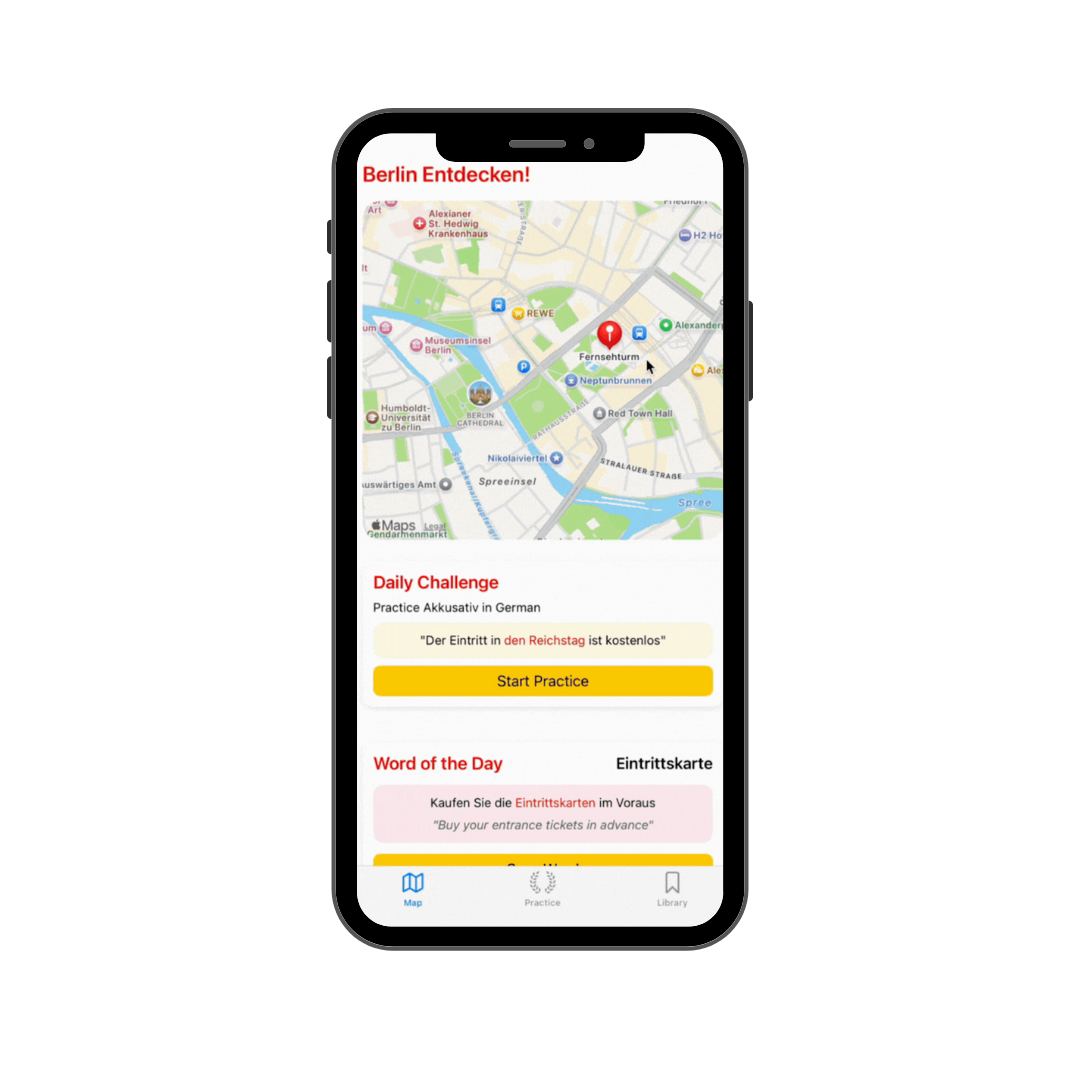 Berlin Entdecken!
Art
Alexianer
St. Hedwig
Krankenhaus
H2 Ho
REWE
Museumsinsel
Berlin
Alexander
Fernsehturm
P
Neptunbrunnen
Ale
BERLIN
CATHEDRAL
Humboldt-
Universität
zu Berlin
RATHAUSSTRAßE
Red Town Hall
Nikolaiviertel
STRALAUER STRAßE
uswärtiges Amt
Spreeinsel
Spree
Maps
Legal
Gendarmenmarkt
Daily Challenge
Practice Akkusativ in German
"Der Eintritt in den Reichstag ist kostenlos"
Start Practice
Word of the Day
Eintrittskarte
Kaufen Sie die Eintrittskarten im Voraus
"Buy your entrance tickets in advance"
Map
Practice
Library